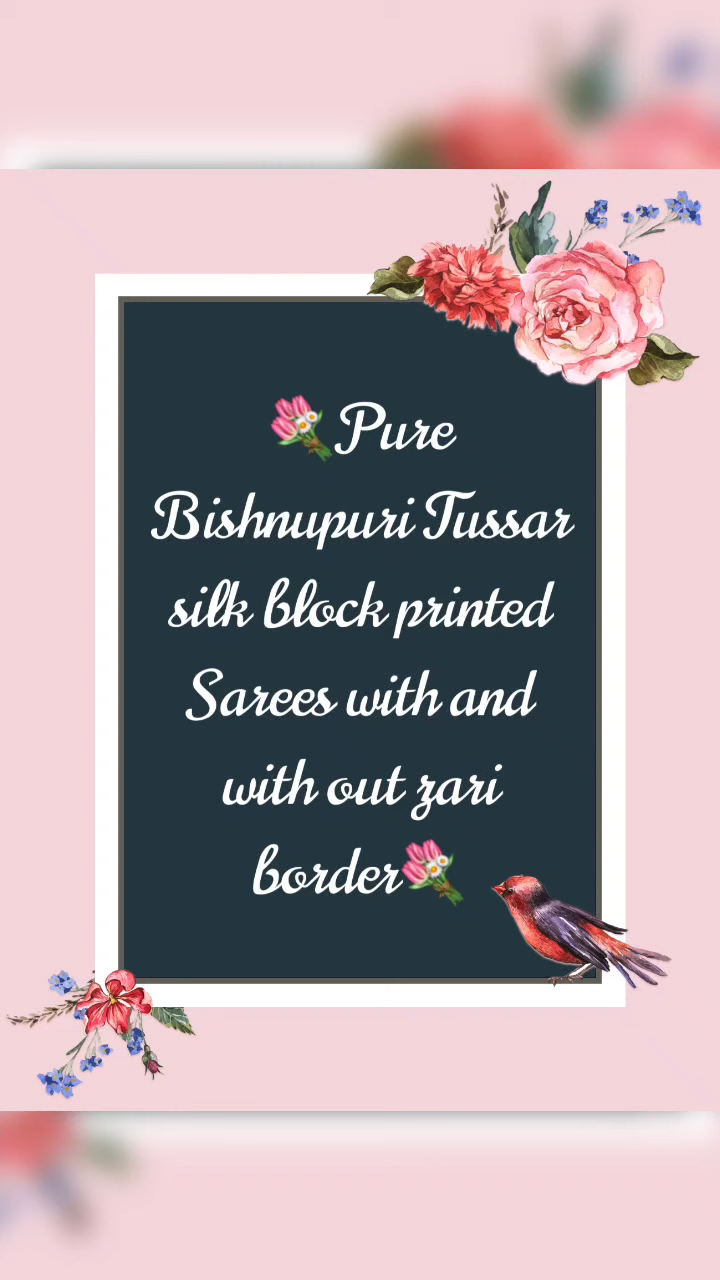 💐Pure
Bishnupuri Tussar
silk block printed
Sarees with and
with out zari
border💐